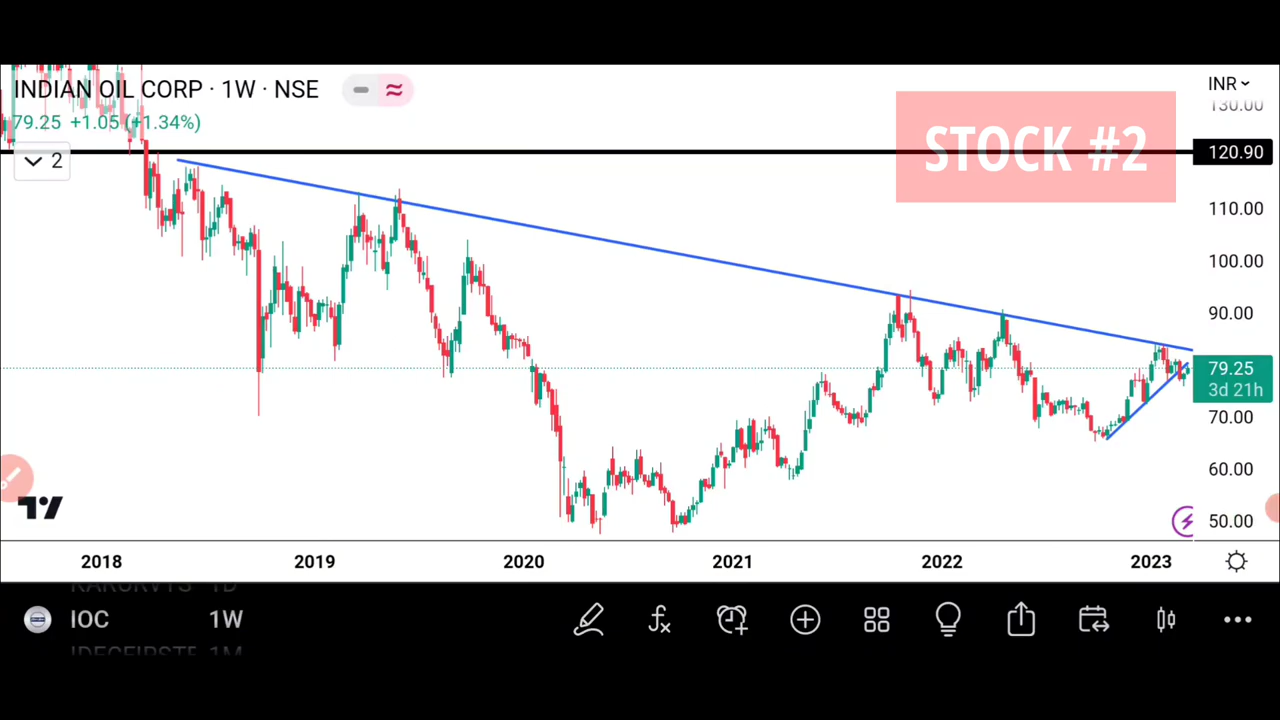 INDIAN OIL CORP · 1W · NSE
79.25 +1.05 (+1.34%)
2
STOCK #2
INR
130.00
120.90
110.00
100.00
90.00
79.25
3d 21h
70.00
60.00
50.00
2018 2019 2020 2021 2022 2023
IOC 1W